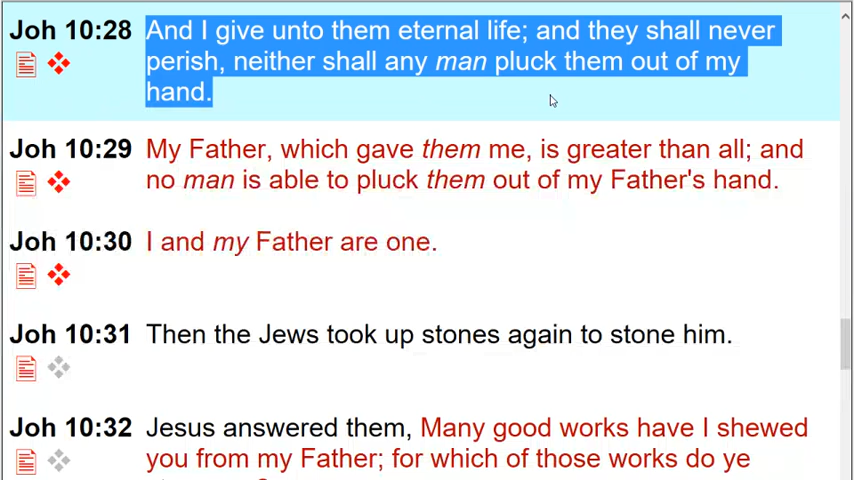 Joh 10:28 And I give unto them eternal life; and they shall never
perish, neither shall any man pluck them out of my
hand.
Joh 10:29 My Father, which gave them me, is greater than all; and
no man is able to pluck them out of my Father's hand.
Joh 10:30 I and my Father are one.
Joh 10:31 Then the Jews took up stones again to stone him.
Joh 10:32 Jesus answered them, Many good works have I shewed
you from my Father; for which of those works do ye